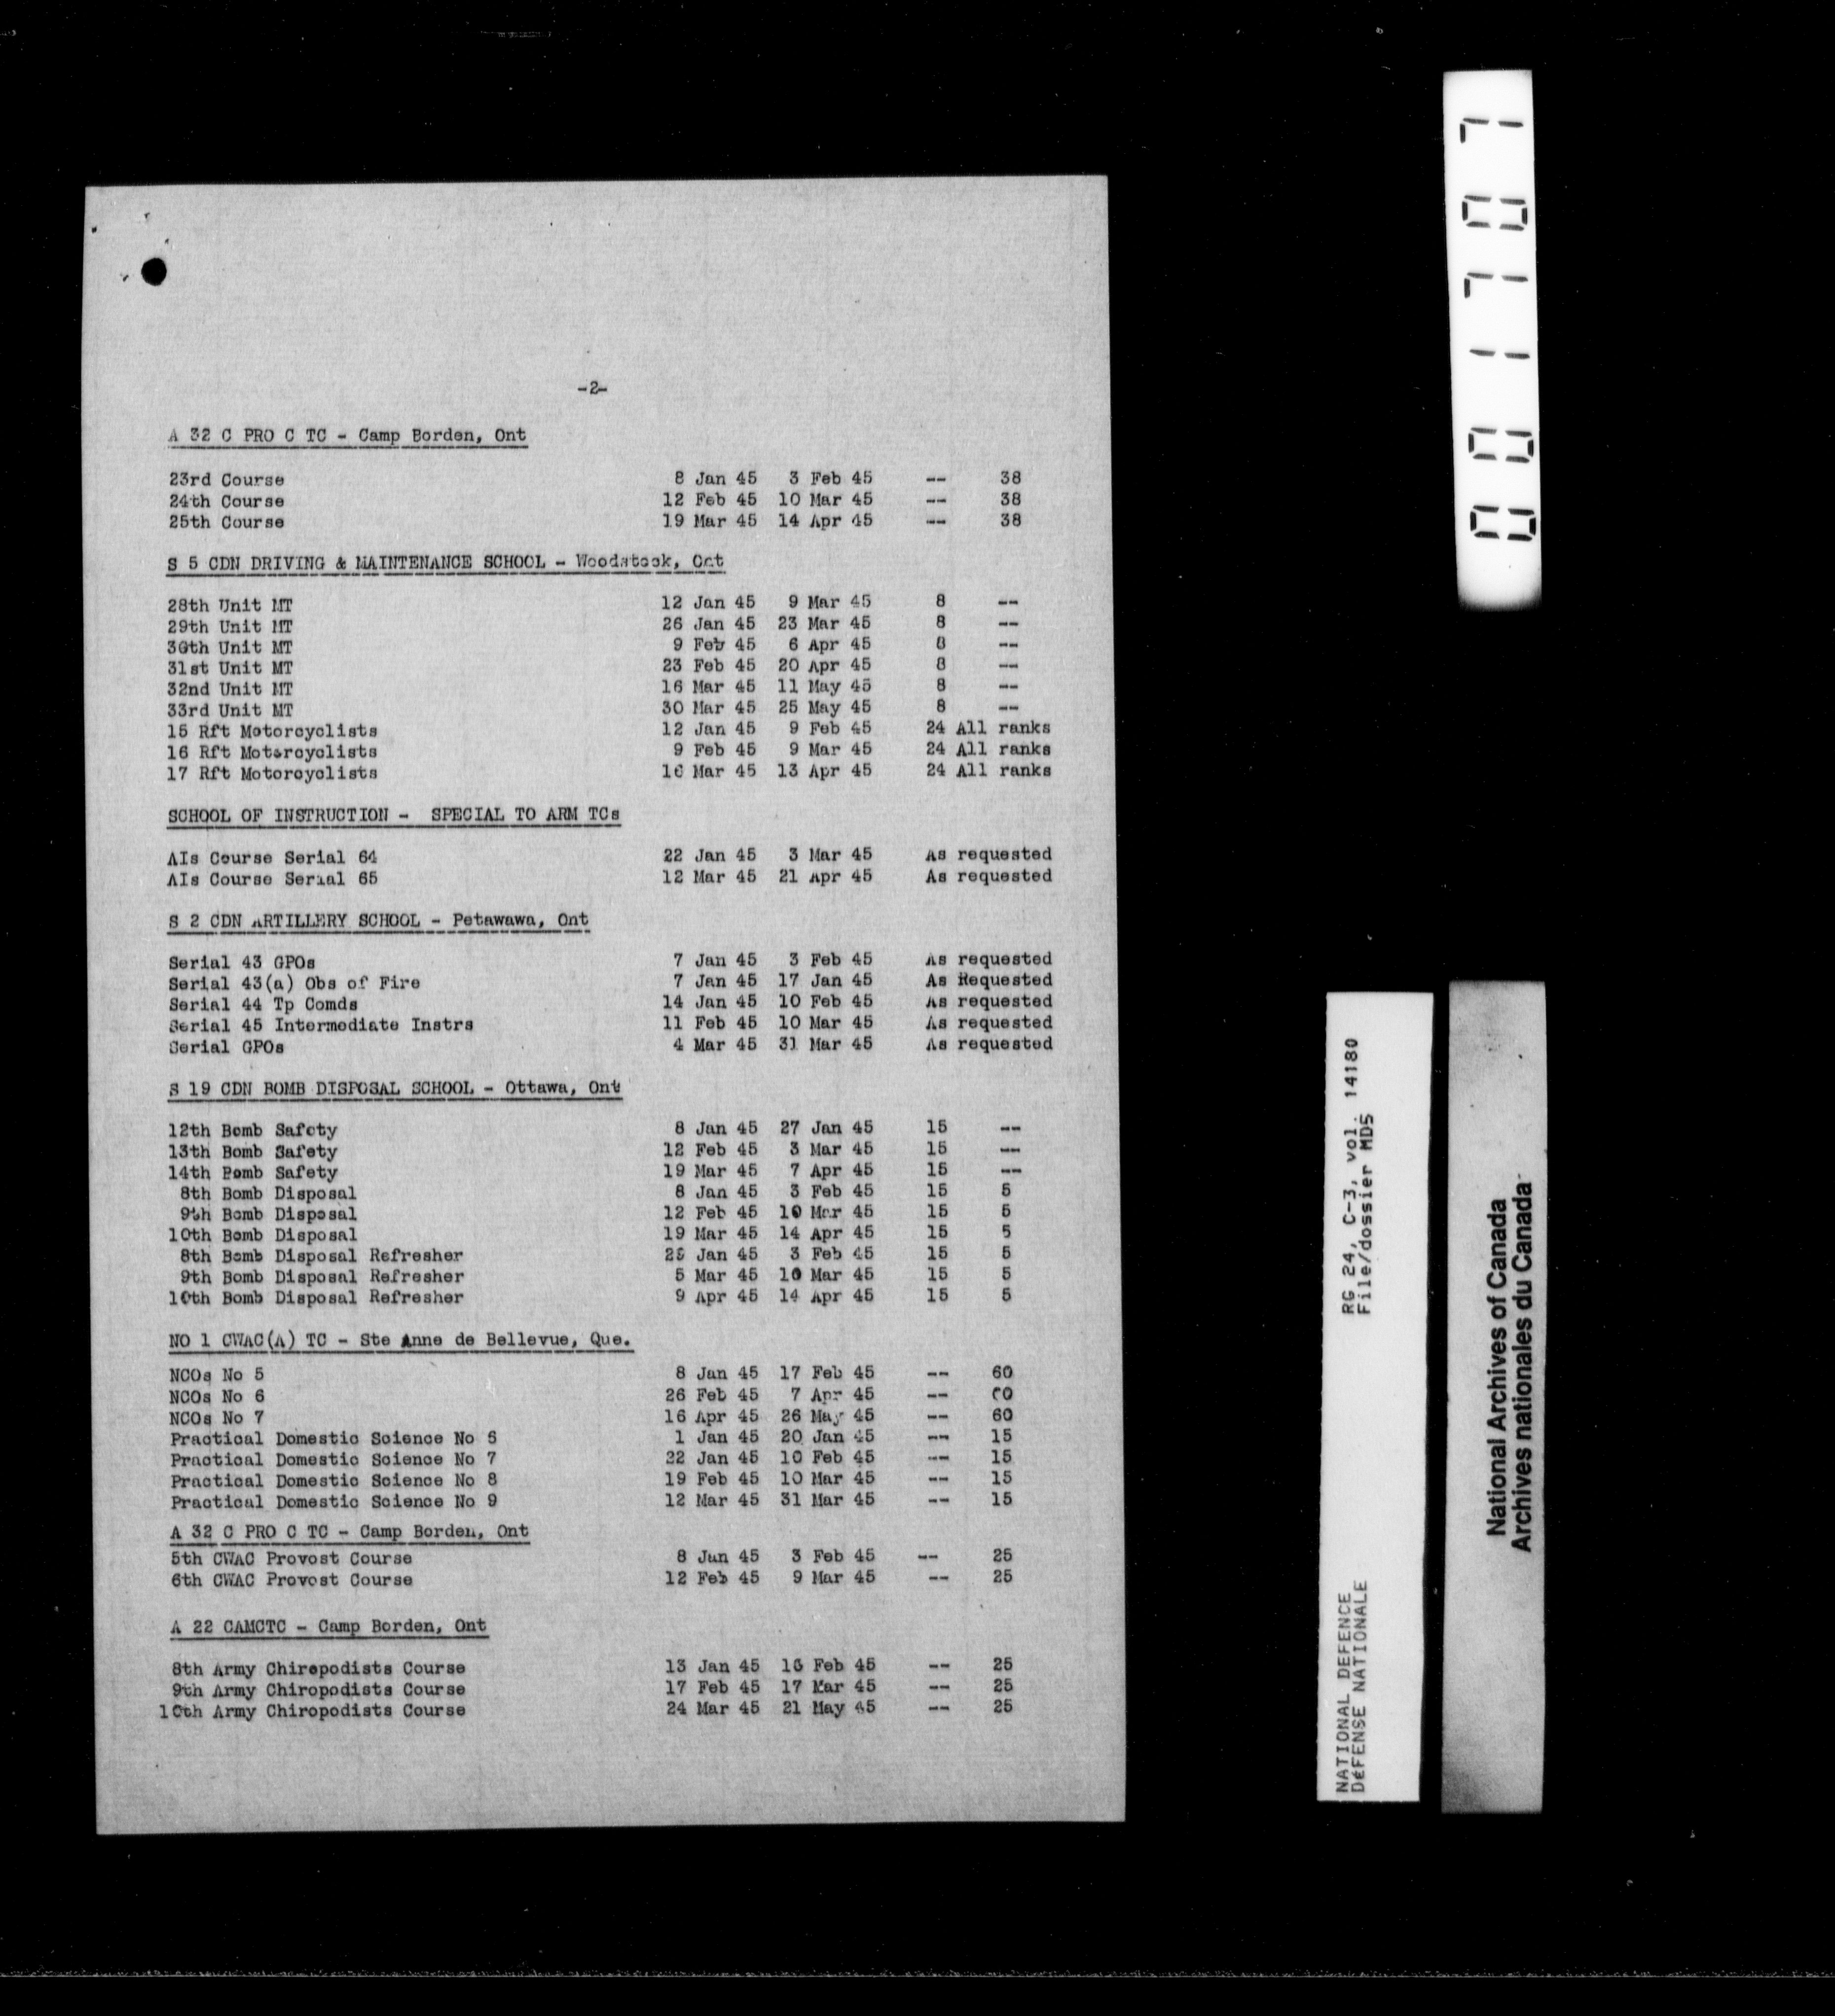 -2-
A 32 C PRO C TC - Camp Borden, Ont
23rd Course 8 Jan 45 3 Feb 45 -- 38
24th Course 12 Feb 45 10 Mar 45 -- 38
25th Course 19 Mar 45 14 Apr 45 -- 38
S 5 CDN DRIVING & MAINTENANCE SCHOOL - Woodstock, Ont
28th Unit MT 12 Jan 45 9 Mar 45 8 --
29th Unit MT 26 Jan 45 23 Mar 45 8 --
30th Unit MT 9 Feb 45 6 Apr 45 8 --
31st Unit MT 23 Feb 45 20 Apr 45 8 --
32nd Unit MT 16 Mar 45 11 May 45 8 --
33rd Unit MT 30 Mar 45 25 May 45 8 --
15 Rft Motorcyclists 12 Jan 45 9 Feb 45 24 All ranks
16 Rft Motorcyclists 9 Feb 45 9 Mar 45 24 All ranks
17 Rft Motorcyclists 16 Mar 45 13 Apr 45 24 All ranks
SCHOOL OF INSTRUCTION - SPECIAL TO ARM TCs
AIs Course Serial 64 22 Jan 45 3 Mar 45 As requested
AIs Course Serial 65 12 Mar 45 21 Apr 45 As requested
S 2 CDN ARTILLERY SCHOOL - Petawawa, Ont
Serial 43 GPOs 7 Jan 45 3 Feb 45 As requested
Serial 43(a) Obs of Fire 7 Jan 45 17 Jan 45 As Requested
Serial 44 Tp Comds 14 Jan 45 10 Feb 45 As requested
Serial 45 Intermediate Instrs 11 Feb 45 10 Mar 45 As requested
Serial GPOs 4 Mar 45 31 Mar 45 As requested
S 19 CDN BOMB DISPOSAL SCHOOL - Ottawa, Ont
12th Bomb Safety 8 Jan 45 27 Jan 45 15 --
13th Bomb Safety 12 Feb 45 3 Mar 45 15 --
14th Bomb Safety 19 Mar 45 7 Apr 45 15 --
8th Bomb Disposal 8 Jan 45 3 Feb 45 15 5
9th Bomb Disposal 12 Feb 45 10 Mar 45 15 5
10th Bomb Disposal 19 Mar 45 14 Apr 45 15 5
8th Bomb Disposal Refresher Jan 45 3 Feb 45 15 5
9th Bomb Disposal Refresher 5 Mar 45 10 Mar 45 15 5
10th Bomb Disposal Refresher 9 Apr 45 14 Apr 45 15 5
NO 1 CWAC(A) TC - Ste Anne de Bellevue, Que.
NCOs No 5 8 Jan 45 17 Feb 45 -- 60
NCOs No 6 26 Feb 45 7 Apr 45 -- 60
NCOs No 7 16 Apr 45 26 May 45 -- 60
Practical Domestic Science No 6 1 Jan 45 20 Jan 45 -- 15
Practical Domestic Science No 7 22 Jan 45 10 Feb 45 -- 15
Practical Domestic Science No 8 19 Feb 45 10 Mar 45 -- 15
Practical Domestic Science No 9 12 Mar 45 31 Mar 45 -- 15
A 32 C PRO C TC - Camp Borden, Ont
5th CWAC Provost Course 8 Jan 45 3 Feb 45 -- 25
6th CWAC Provost Course 12 Feb 45 9 Mar 45 -- 25
A 22 CAMCTC - Camp Borden, Ont
8th Army Chiropodists Course 13 Jan 45 16 Feb 45 -- 25
9th Army Chiropodists Course 17 Feb 45 17 Mar 45 -- 25
10th Army Chiropodists Course 24 Mar 45 21 May 45 -- 25
001707
NATIONAL DEFENCE RG 24, C-3, vol. 14180
DéFENSE NATIONALE File/dossier MD5
National Archives of Canada
Archives nationales du Canada